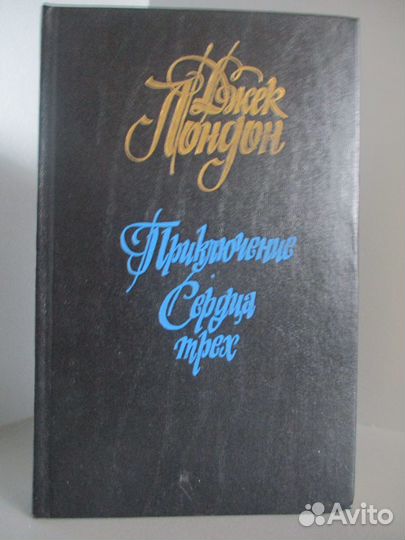 Джек
Лондон
Приключение
Сердца
трех
Avito